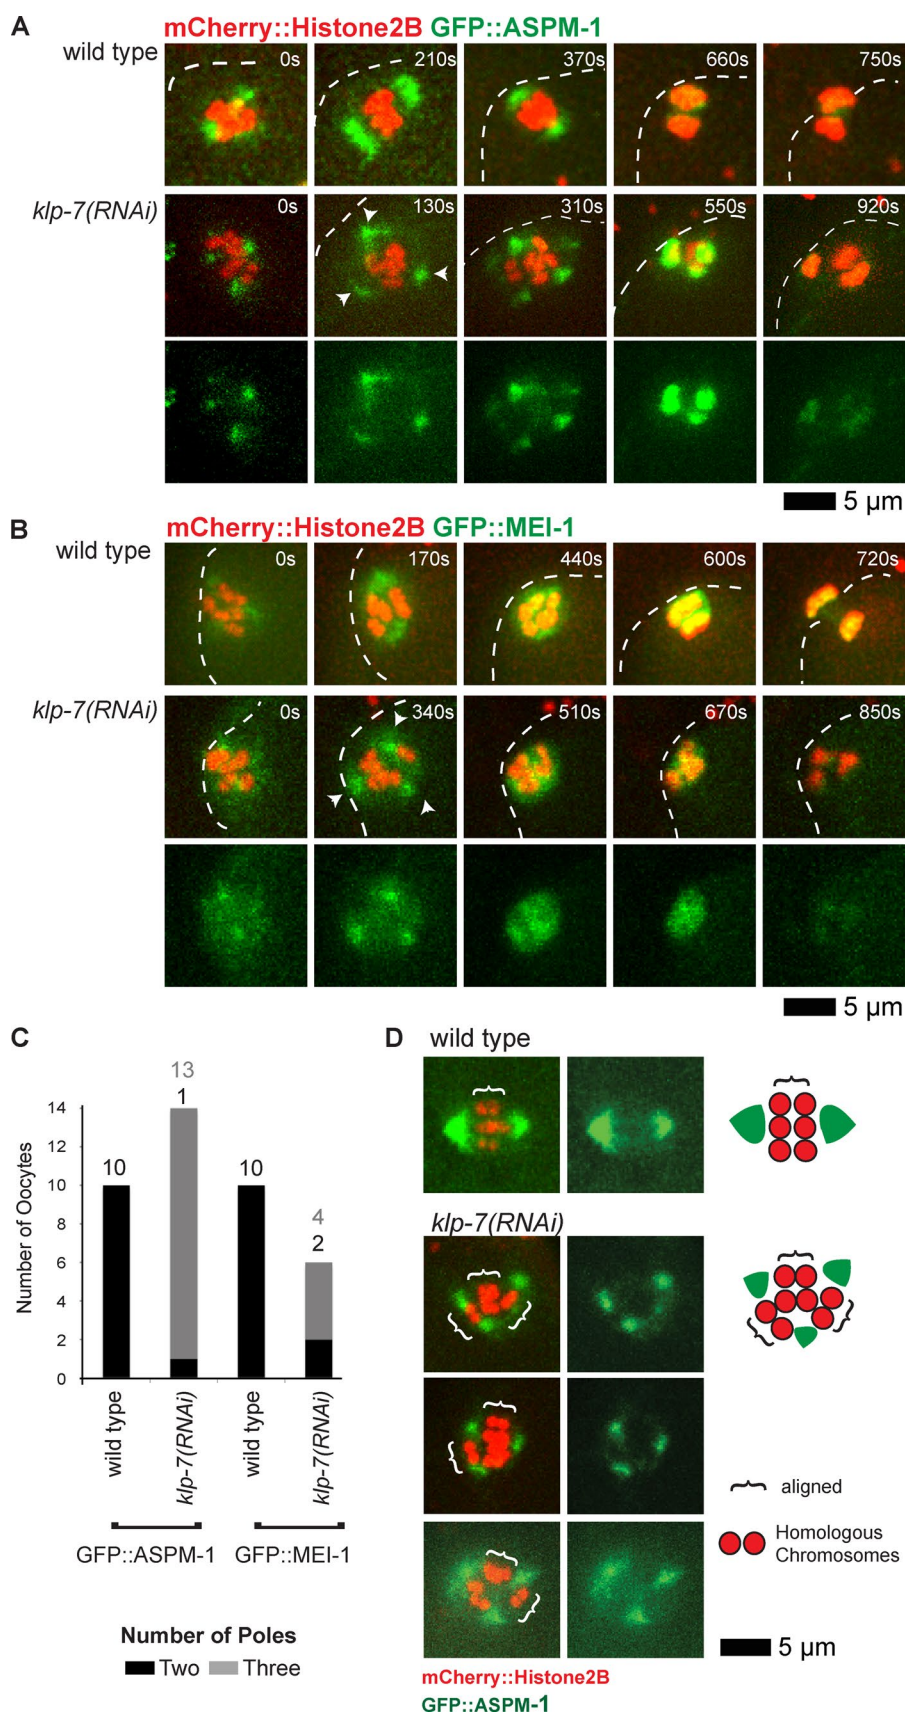 A
mCherry::Histone2B GFP::ASPM-1
wild type
0s
210s
370s
660s
750s
klp-7(RNAi)
0s
130s
310s
550s
920s
5 µm
B
mCherry::Histone2B GFP::MEI-1
wild type
0s
170s
440s
600s
720s
klp-7(RNAi)
0s
340s
510s
670s
850s
5 µm
C
13
1
10
10
4
2
14
12
10
8
6
4
2
0
Number of Oocytes
wild type
klp-7(RNAi)
wild type
klp-7(RNAi)
GFP::ASPM-1
GFP::MEI-1
Number of Poles
Two Three
D
wild type
klp-7(RNAi)
aligned
Homologous
Chromosomes
5 µm
mCherry::Histone2B
GFP::ASPM-1